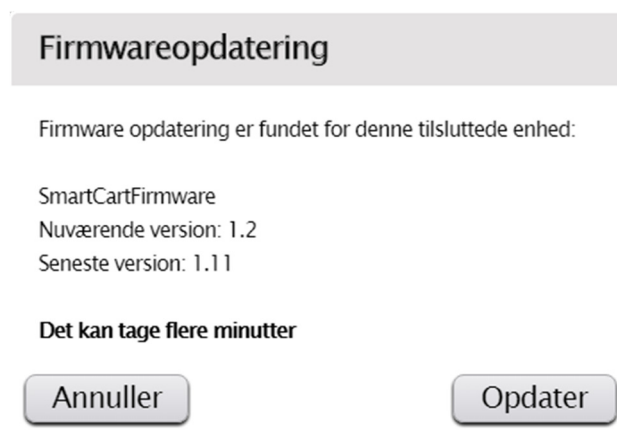 Firmwareopdatering
Firmware opdatering er fundet for denne tilsluttede enhed:
SmartCartFirmware
Nuværende version: 1.2
Seneste version: 1.11
Det kan tage flere minutter
Annuller
Opdater